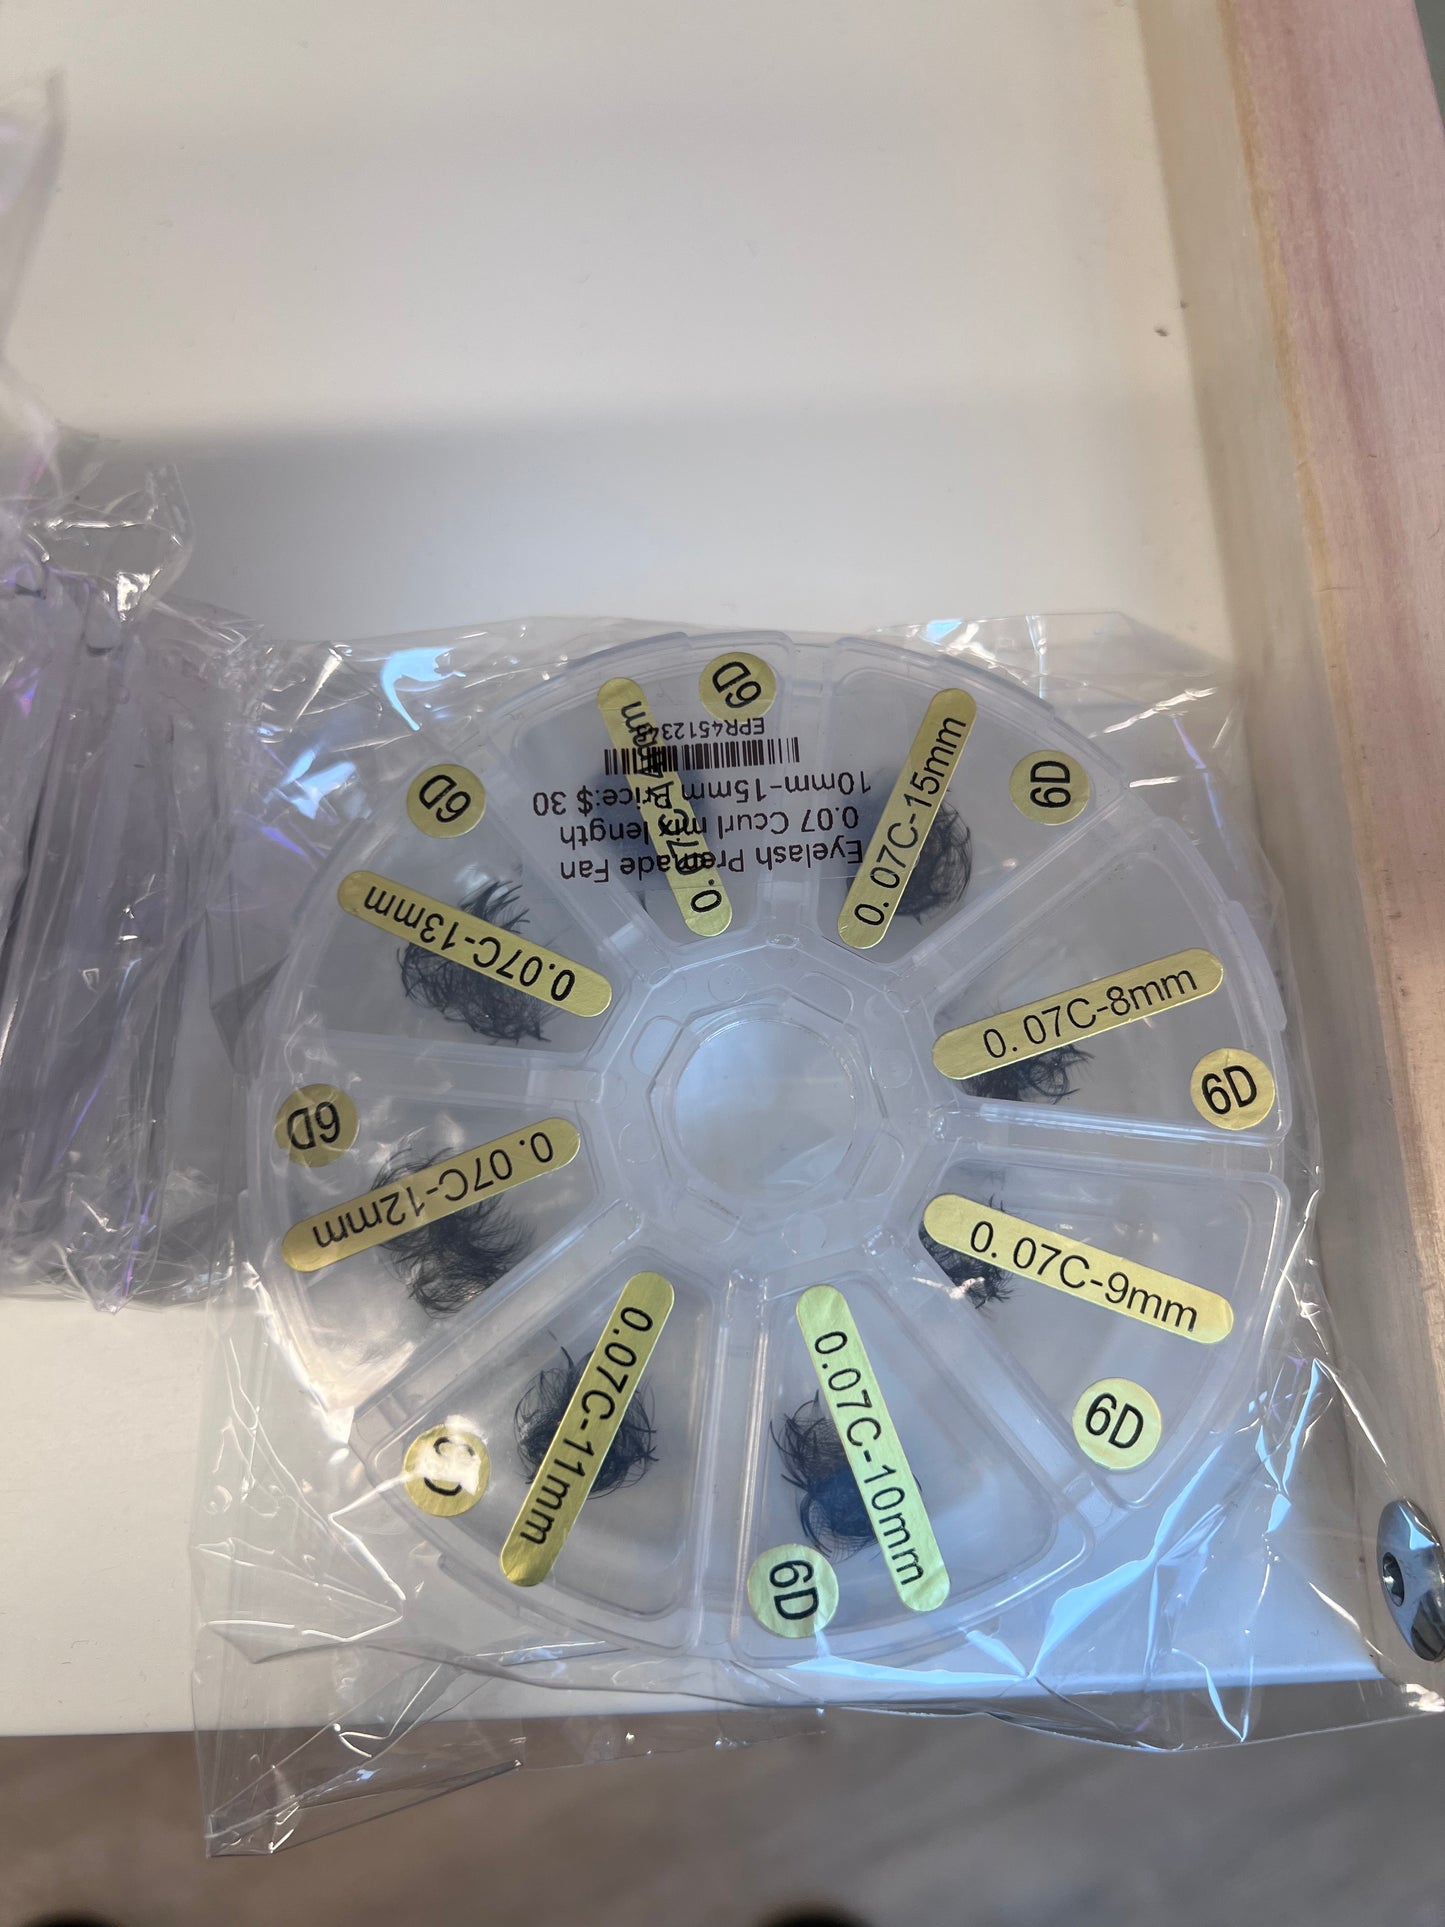 Eyelash Premade Fan
0.07 Ccurl mix length
10mm-15mm Price:$ 30
6D
0.07C-15mm
6D
0.07C-8mm
6D
0.07C-9mm
6D
0.07C-10mm
6D
0.07C-11mm
0.07C-12mm
6D
0.07C-13mm
6D